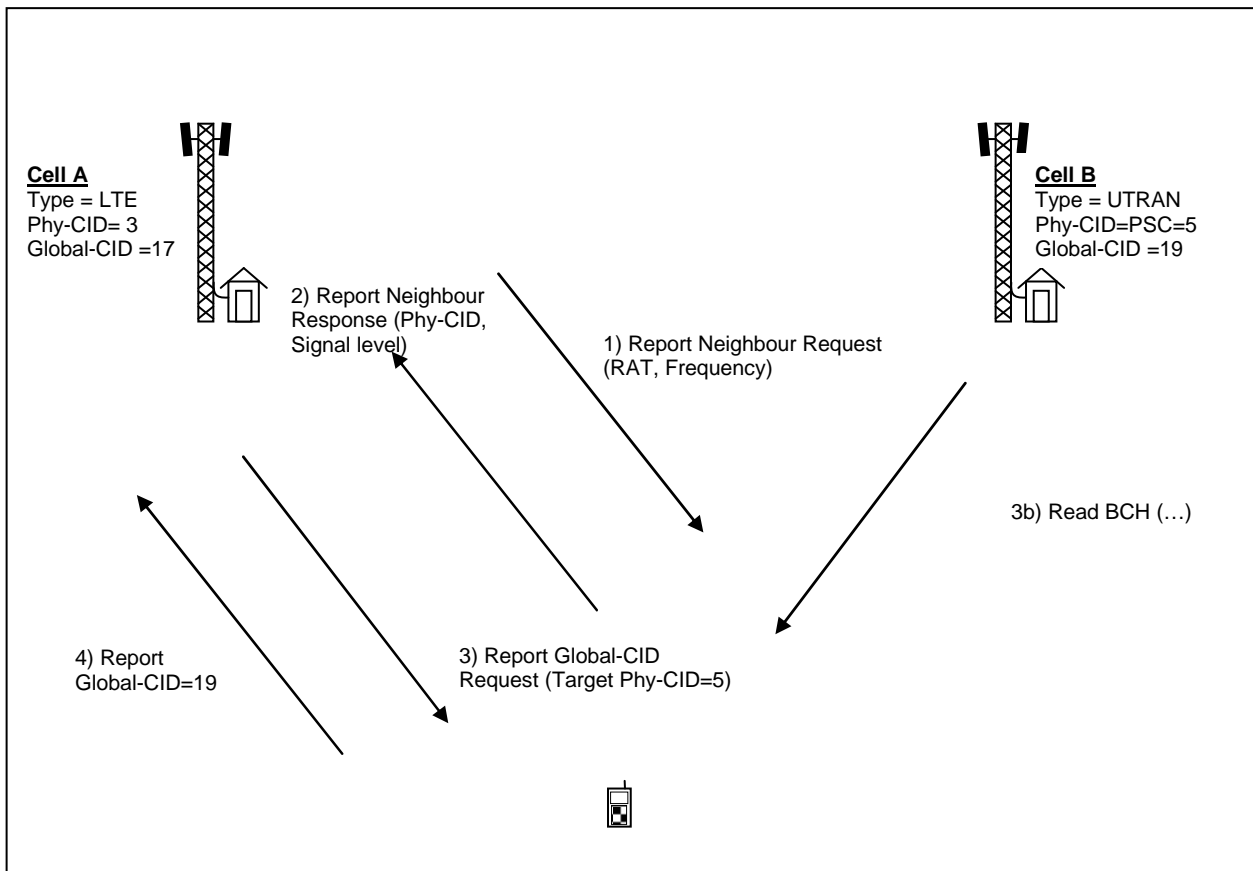 Cell A
Type = LTE
Phy-CID= 3
Global-CID =17
Cell B
Type = UTRAN
Phy-CID=PSC=5
Global-CID =19
2) Report Neighbour
Response (Phy-CID,
Signal level)
1) Report Neighbour Request
(RAT, Frequency)
3b) Read BCH (…)
4) Report
Global-CID=19
3) Report Global-CID
Request (Target Phy-CID=5)